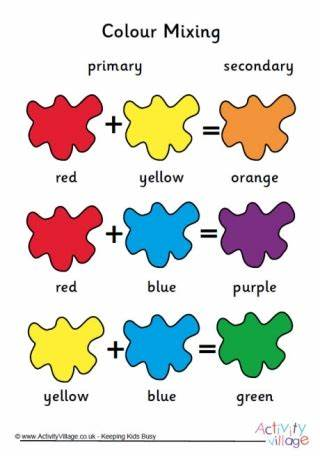 Colour Mixing
primary secondary
+ =
red yellow orange
+ =
red blue purple
+ =
yellow blue green
© www.ActivityVillage.co.uk - Keeping Kids Busy
Activity
Village